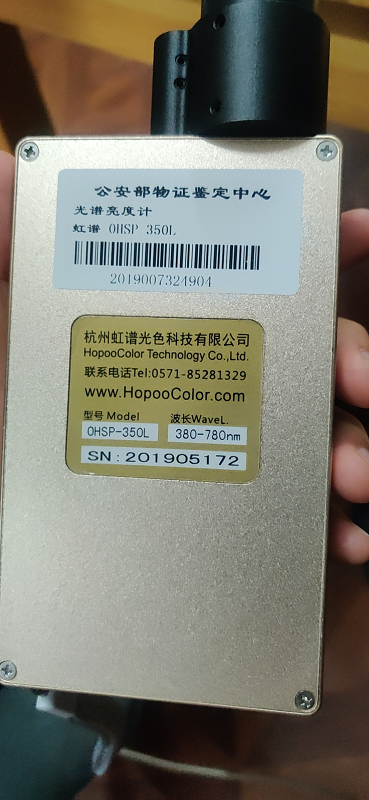 公安部物证鉴定中心
光谱亮度计
虹谱 OHSP 350L
2019007324904
杭州虹谱光色科技有限公司
HopooColor Technology Co.,Ltd.
联系电话Tel:0571-85281329
www.HopooColor.com
型号 Model 波长WaveL.
OHSP-350L 380-780nm
SN:201905172